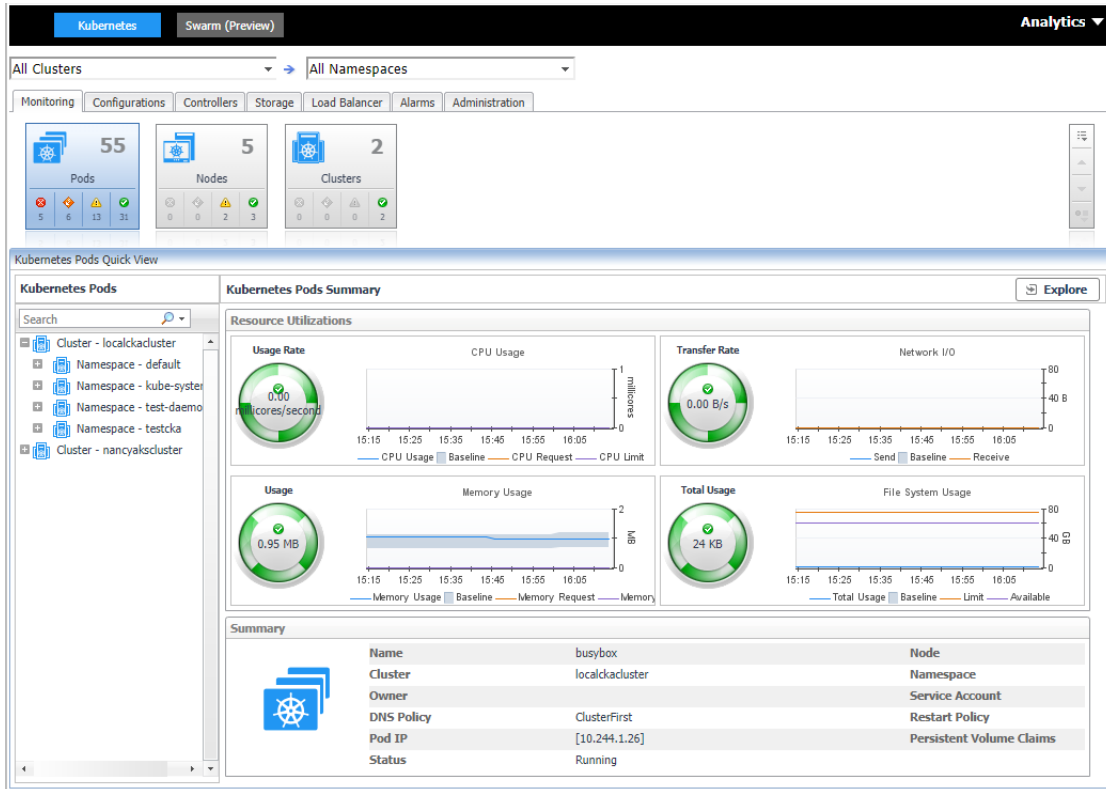 Kubernetes Swarm (Preview) Analytics
All Clusters All Namespaces
Monitoring Configurations Controllers Storage Load Balancer Alarms Administration
55 5 2
Pods Nodes Clusters
5 6 13 31 0 0 2 3 0 0 0 2
Kubernetes Pods Quick View
Kubernetes Pods
Search
Cluster - localckacluster
Namespace - default
Namespace - kube-system
Namespace - test-daemo
Namespace - testcka
Cluster - nancyakscluster
Kubernetes Pods Summary Explore
Resource Utilizations
Usage Rate
0.00
millicores/second
CPU Usage
1
millicores
0
15:15 15:25 15:35 15:45 15:55 16:05
CPU Usage Baseline CPU Request CPU Limit
Transfer Rate
0.00 B/s
Network I/O
80
40 B
0
15:15 15:25 15:35 15:45 15:55 16:05
Send Baseline Receive
Usage
0.95 MB
Memory Usage
2
MB
0
15:15 15:25 15:35 15:45 15:55 16:05
Memory Usage Baseline Memory Request Memory
Total Usage
24 KB
File System Usage
80
40 GB
0
15:15 15:25 15:35 15:45 15:55 16:05
Total Usage Baseline Limit Available
Summary
Name busybox Node
Cluster localckacluster Namespace
Owner Service Account
DNS Policy ClusterFirst Restart Policy
Pod IP [10.244.1.26] Persistent Volume Claims
Status Running